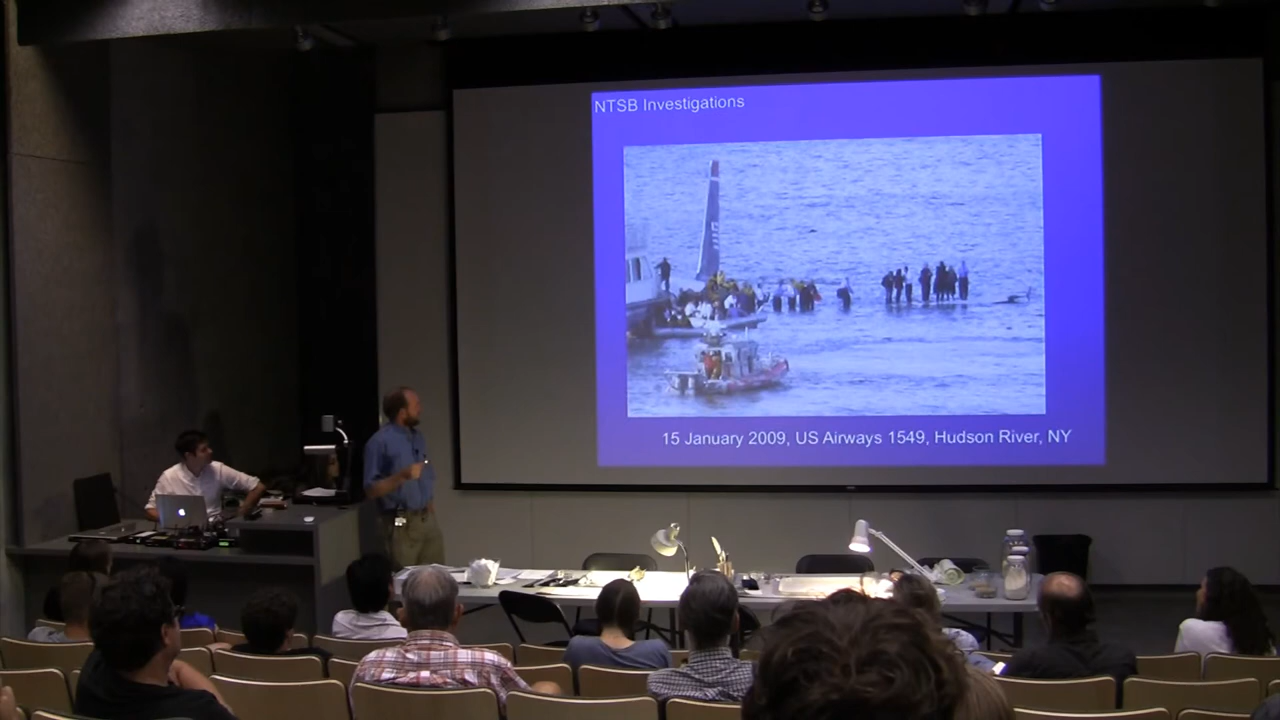 NTSB Investigations
15 January 2009, US Airways 1549, Hudson River, NY